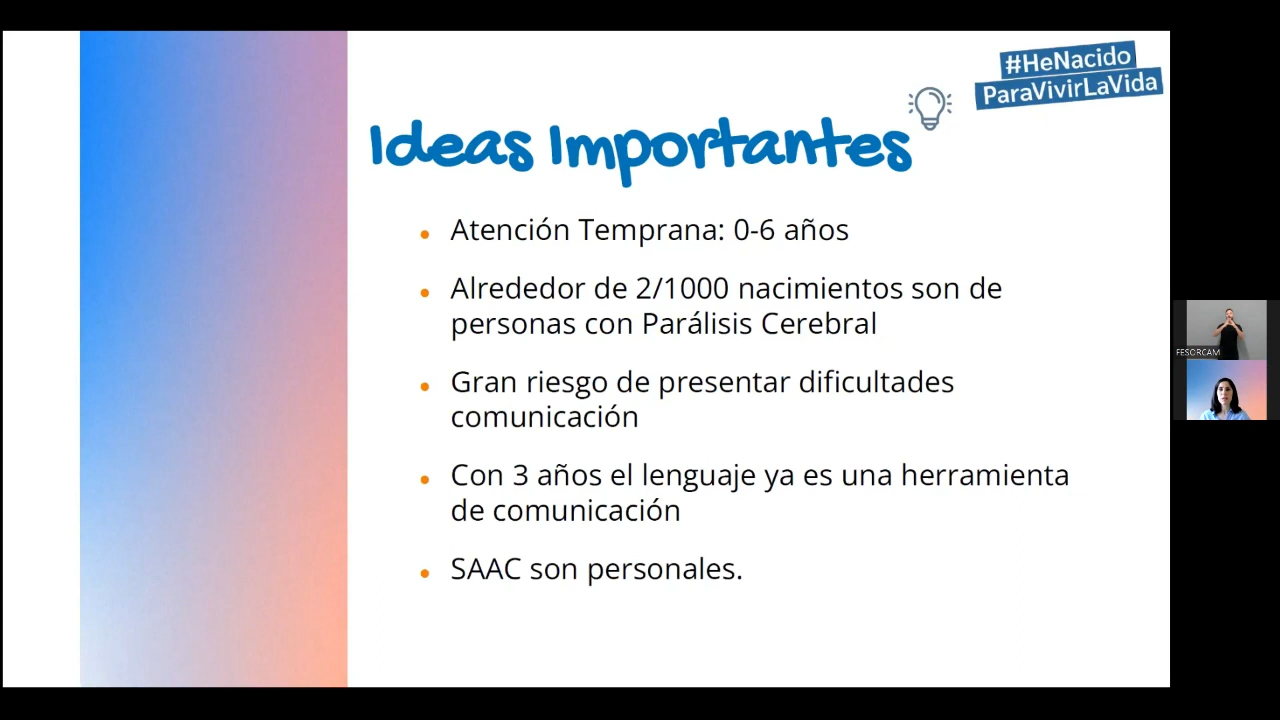 #HeNacido
ParaVivirLaVida
Ideas Importantes
Atención Temprana: 0-6 años
Alrededor de 2/1000 nacimientos son de
personas con Parálisis Cerebral
Gran riesgo de presentar dificultades
comunicación
Con 3 años el lenguaje ya es una herramienta
de comunicación
SAAC son personales.
FESORCAM